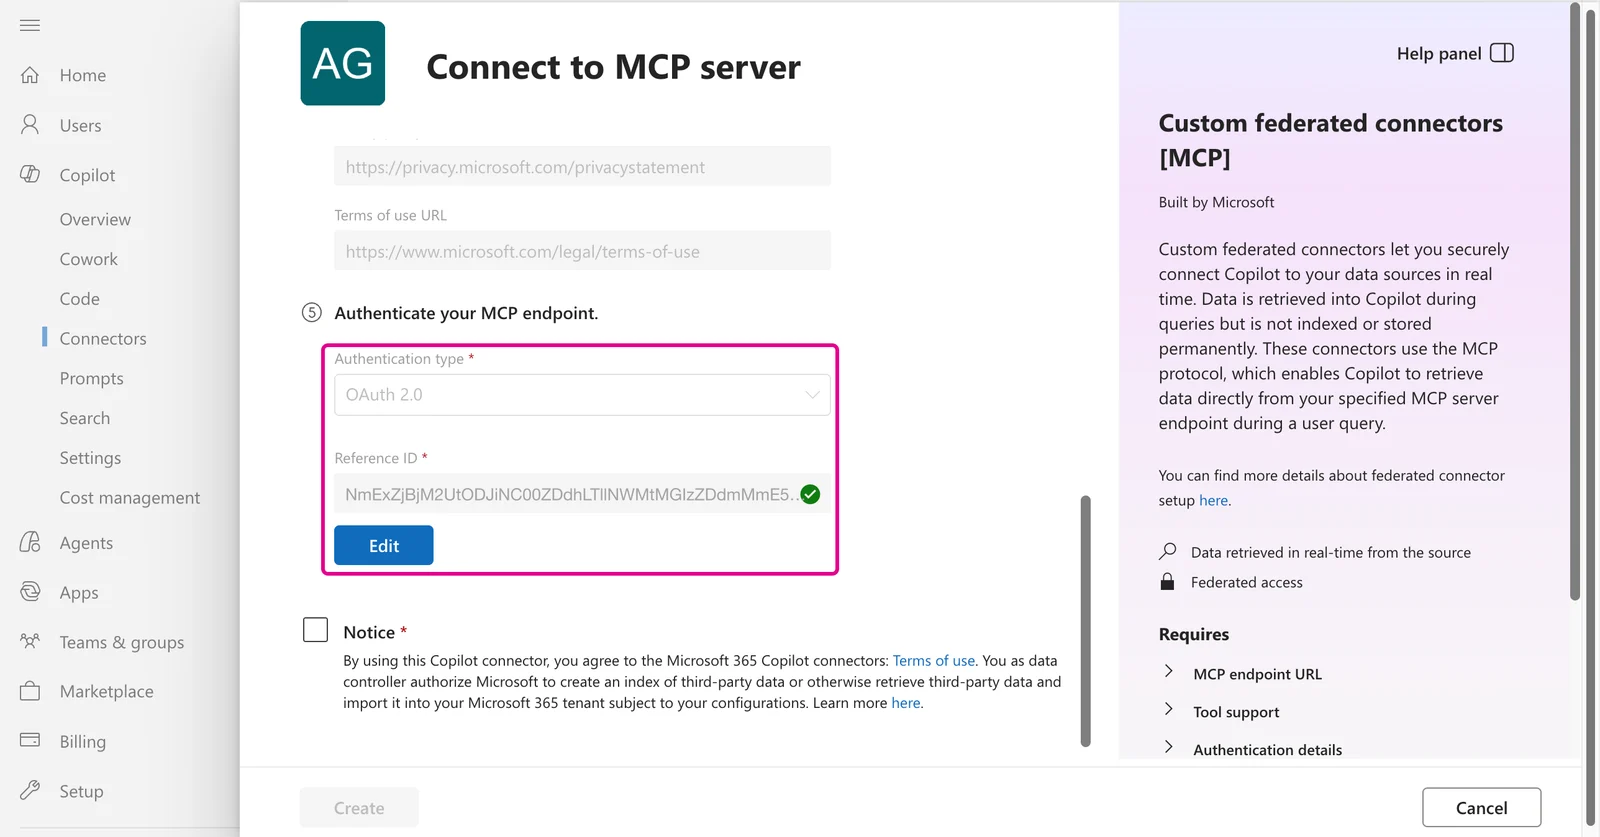 Home
Users
Copilot
Overview
Cowork
Code
Connectors
Prompts
Search
Settings
Cost management
Agents
Apps
Teams & groups
Marketplace
Billing
Setup
AG
Connect to MCP server
https://privacy.microsoft.com/privacystatement
Terms of use URL
https://www.microsoft.com/legal/terms-of-use
5 Authenticate your MCP endpoint.
Authentication type *
OAuth 2.0
Reference ID *
NmExZjBjM2UtODJiNC00ZDdhLTllNWMtMGIzZDdmMmE5...
Edit
Notice *
By using this Copilot connector, you agree to the Microsoft 365 Copilot connectors: Terms of use. You as data
controller authorize Microsoft to create an index of third-party data or otherwise retrieve third-party data and
import it into your Microsoft 365 tenant subject to your configurations. Learn more here.
Create
Cancel
Help panel
Custom federated connectors
[MCP]
Built by Microsoft
Custom federated connectors let you securely
connect Copilot to your data sources in real
time. Data is retrieved into Copilot during
queries but is not indexed or stored
permanently. These connectors use the MCP
protocol, which enables Copilot to retrieve
data directly from your specified MCP server
endpoint during a user query.
You can find more details about federated connector
setup here.
Data retrieved in real-time from the source
Federated access
Requires
MCP endpoint URL
Tool support
Authentication details